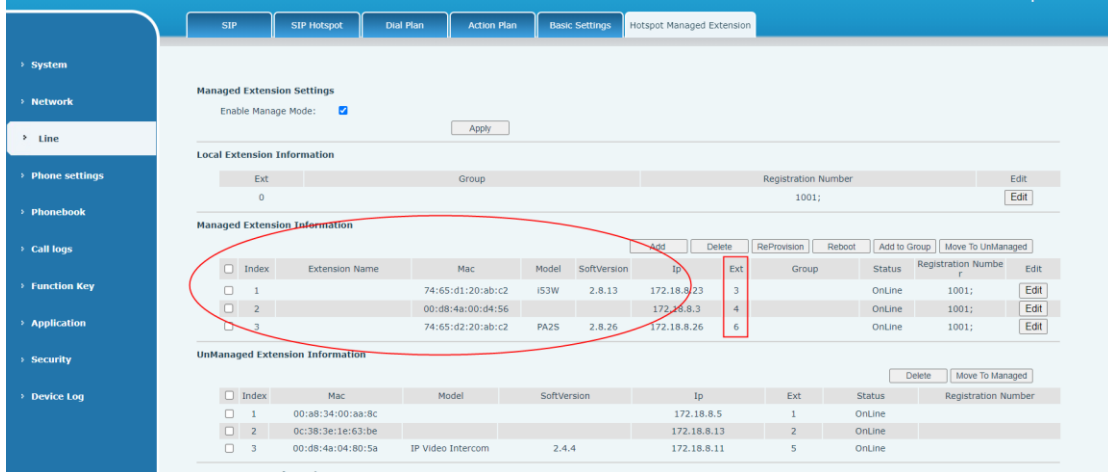 SIP SIP Hotspot Dial Plan Action Plan Basic Settings Hotspot Managed Extension
› System
› Network
› Line
› Phone settings
› Phonebook
› Call logs
› Function Key
› Application
› Security
› Device Log
Managed Extension Settings
Enable Manage Mode:
Apply
Local Extension Information
Ext Group Registration Number Edit
0 1001; Edit
Managed Extension Information
Add Delete ReProvision Reboot Add to Group Move To UnManaged
Index Extension Name Mac Model SoftVersion Ip Ext Group Status Registration Numbe
r Edit
1 74:65:d1:20:ab:c2 i53W 2.8.13 172.18.8.23 3 OnLine 1001; Edit
2 00:d8:4a:00:d4:56 172.18.8.3 4 OnLine 1001; Edit
3 74:65:d2:20:ab:c2 PA2S 2.8.26 172.18.8.26 6 OnLine 1001; Edit
UnManaged Extension Information
Delete Move To Managed
Index Mac Model SoftVersion Ip Ext Status Registration Number
1 00:a8:34:00:aa:8c 172.18.8.5 1 OnLine
2 0c:38:3e:1e:63:be 172.18.8.13 2 OnLine
3 00:d8:4a:04:80:5a IP Video Intercom 2.4.4 172.18.8.11 5 OnLine